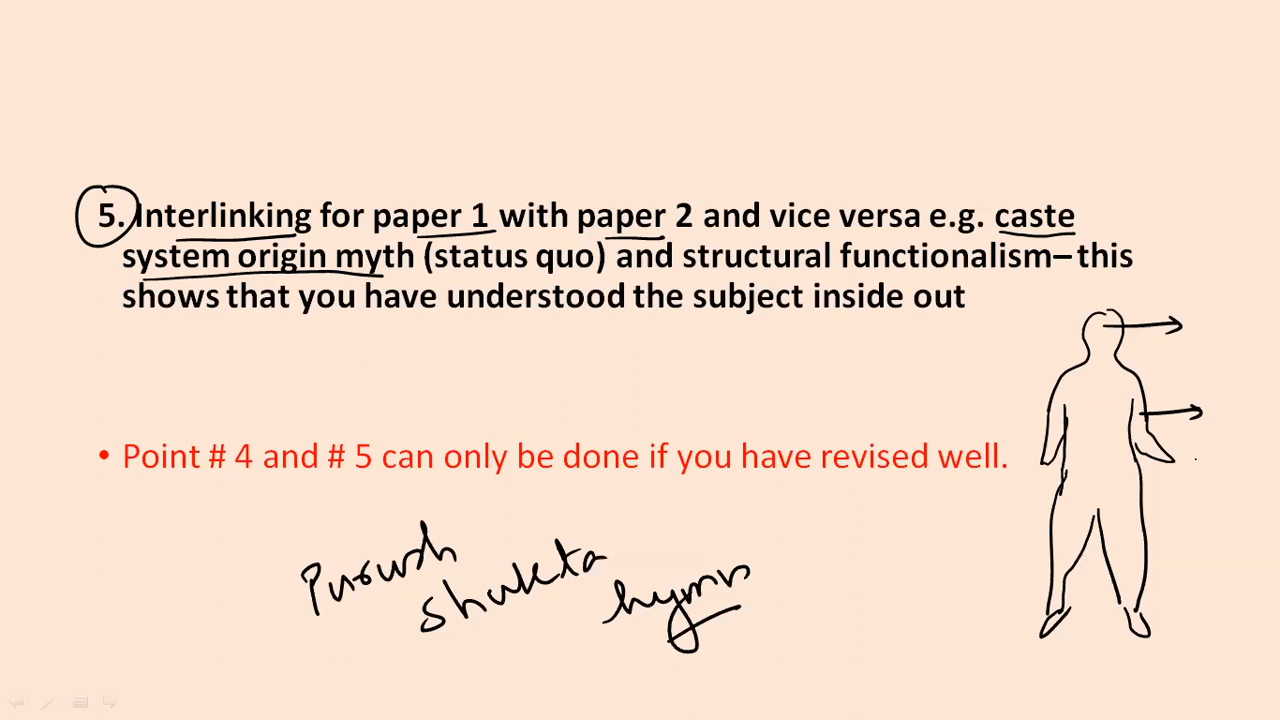 5. Interlinking for paper 1 with paper 2 and vice versa e.g. caste
system origin myth (status quo) and structural functionalism– this
shows that you have understood the subject inside out
• Point # 4 and # 5 can only be done if you have revised well.
Purush
shukta
hymn